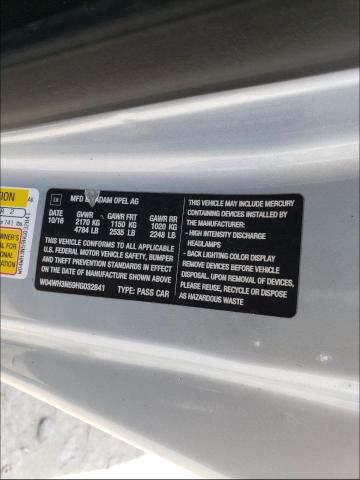 MFD BY ADAM OPEL AG
DATE GVWR GAWR FRT GAWR RR
10/16 2170 KG 1150 KG 1020 KG
4784 LB 2535 LB 2248 LB
THIS VEHICLE CONFORMS TO ALL APPLICABLE
U.S. FEDERAL MOTOR VEHICLE SAFETY, BUMPER
AND THEFT PREVENTION STANDARDS IN EFFECT
ON THE DATE OF MANUFACTURE SHOWN ABOVE
W04WH3N59HG032841 TYPE: PASS CAR
THIS VEHICLE MAY INCLUDE MERCURY
CONTAINING DEVICES INSTALLED BY THE
MANUFACTURER:
- HIGH INTENSITY DISCHARGE
HEADLAMPS
- BACK LIGHTING COLOR DISPLAY
REMOVE DEVICES BEFORE VEHICLE
DISPOSAL. UPON REMOVAL OF DEVICES,
PLEASE REUSE, RECYCLE OR DISPOSE
AS HAZARDOUS WASTE